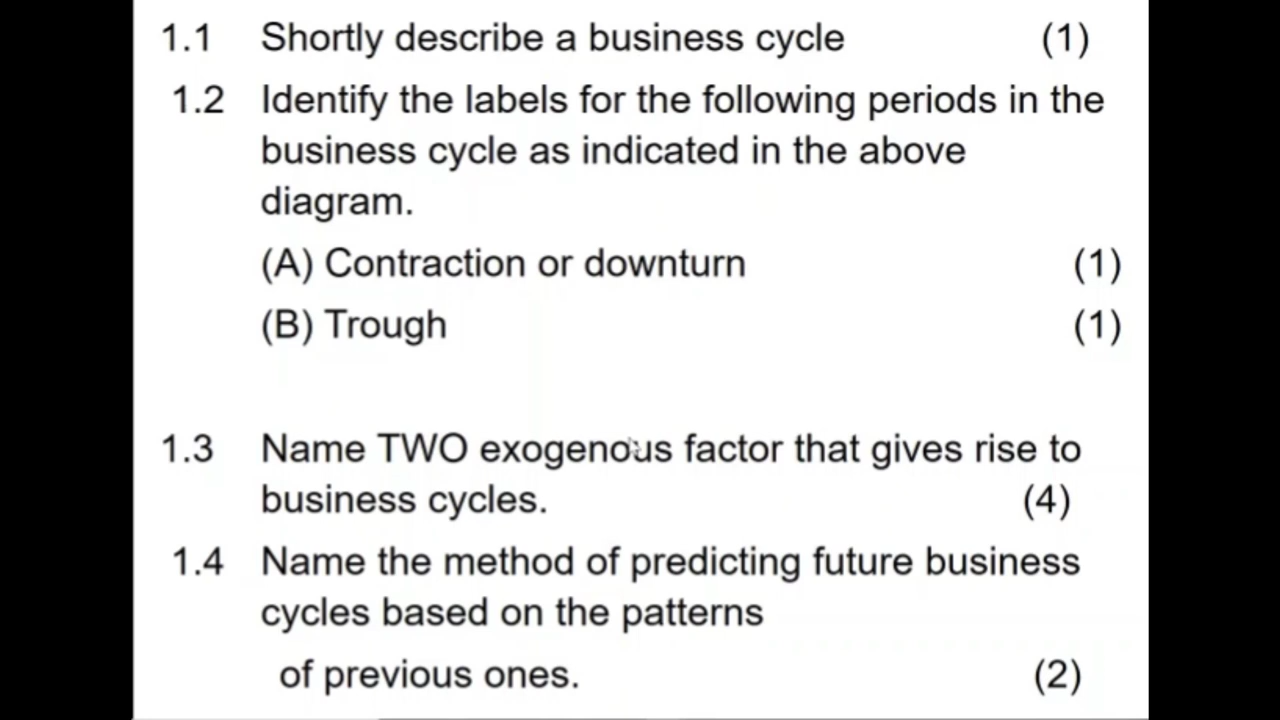 1.1 Shortly describe a business cycle (1)
1.2 Identify the labels for the following periods in the
business cycle as indicated in the above
diagram.
(A) Contraction or downturn (1)
(B) Trough (1)
1.3 Name TWO exogenous factor that gives rise to
business cycles. (4)
1.4 Name the method of predicting future business
cycles based on the patterns
of previous ones. (2)